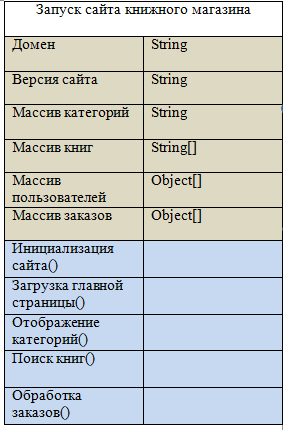 Запуск сайта книжного магазина
Домен String
Версия сайта String
Массив категорий String
Массив книг String[]
Массив Object[]
пользователей
Массив заказов Object[]
Инициализация
сайта()
Загрузка главной
страницы()
Отображение
категорий()
Поиск книг()
Обработка
заказов()